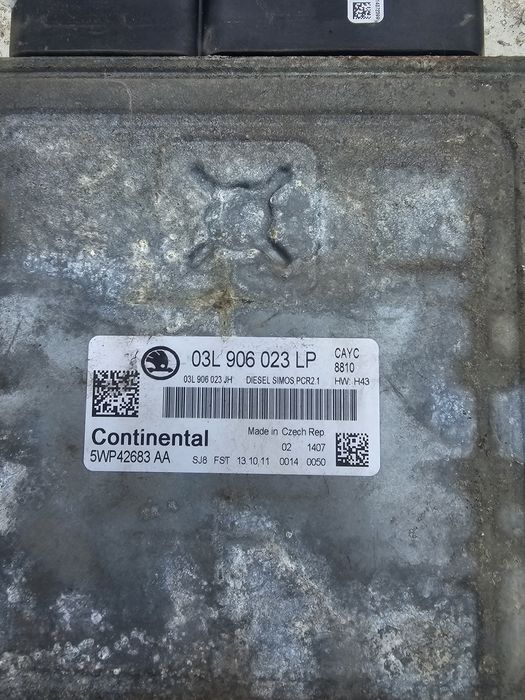 03L 906 023 LP CAYC
8810
03L 906 023 JH DIESEL SIMOS PCR2.1 HW: H43
Continental
Made in Czech Rep
02 1407
5WP42683 AA
SJ8 FST 13.10.11 0014 0050